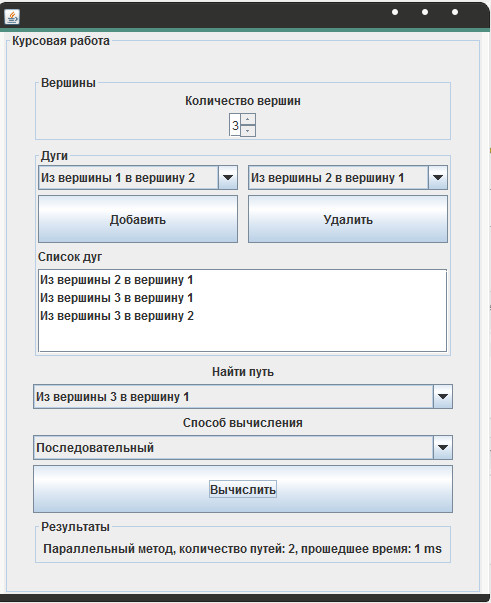 Курсовая работа
Вершины
Количество вершин
3
Дуги
Из вершины 1 в вершину 2
Из вершины 2 в вершину 1
Добавить
Удалить
Список дуг
Из вершины 2 в вершину 1
Из вершины 3 в вершину 1
Из вершины 3 в вершину 2
Найти путь
Из вершины 3 в вершину 1
Способ вычисления
Последовательный
Вычислить
Результаты
Параллельный метод, количество путей: 2, прошедшее время: 1 ms